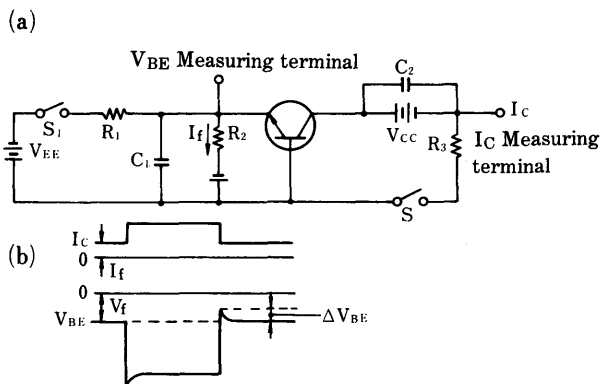 (a)
VBE Measuring terminal
C2
S1
R1
If
R2
VCC
IC
VEE
C1
R3
IC Measuring
terminal
S
(b)
IC
0
If
0
Vf
VBE
ΔVBE